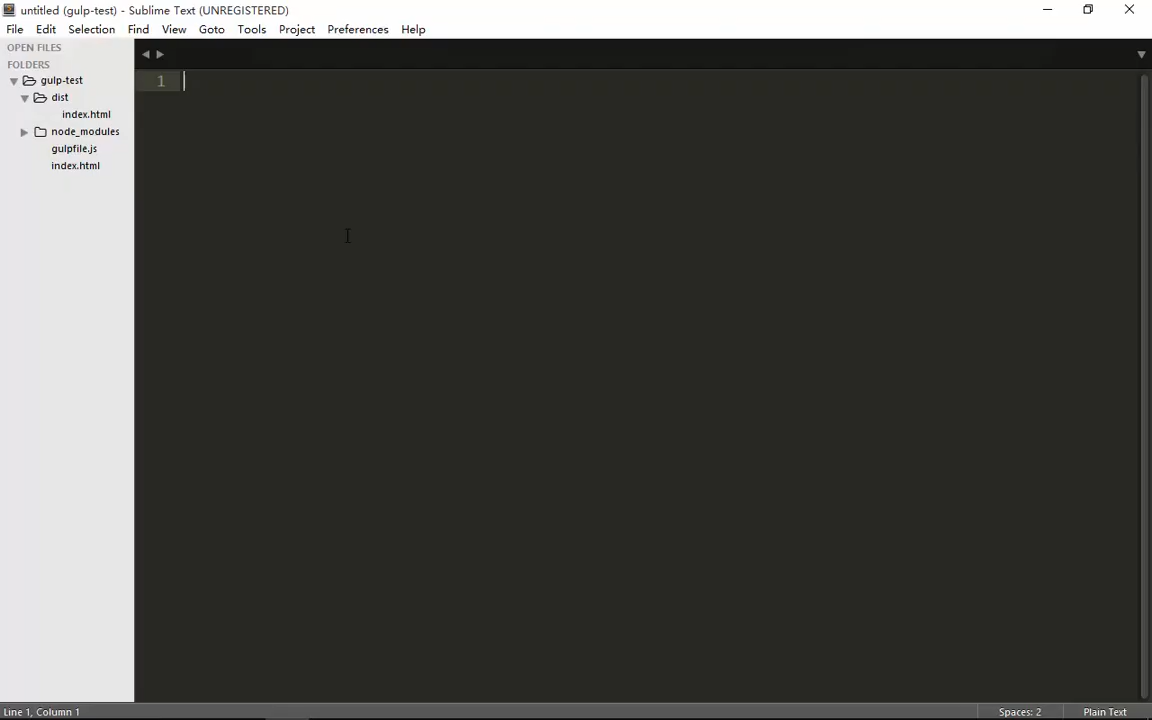 untitled (gulp-test) - Sublime Text (UNREGISTERED)
File Edit Selection Find View Goto Tools Project Preferences Help
OPEN FILES
FOLDERS
gulp-test
dist
index.html
node_modules
gulpfile.js
index.html
1
Line 1, Column 1 Spaces: 2 Plain Text